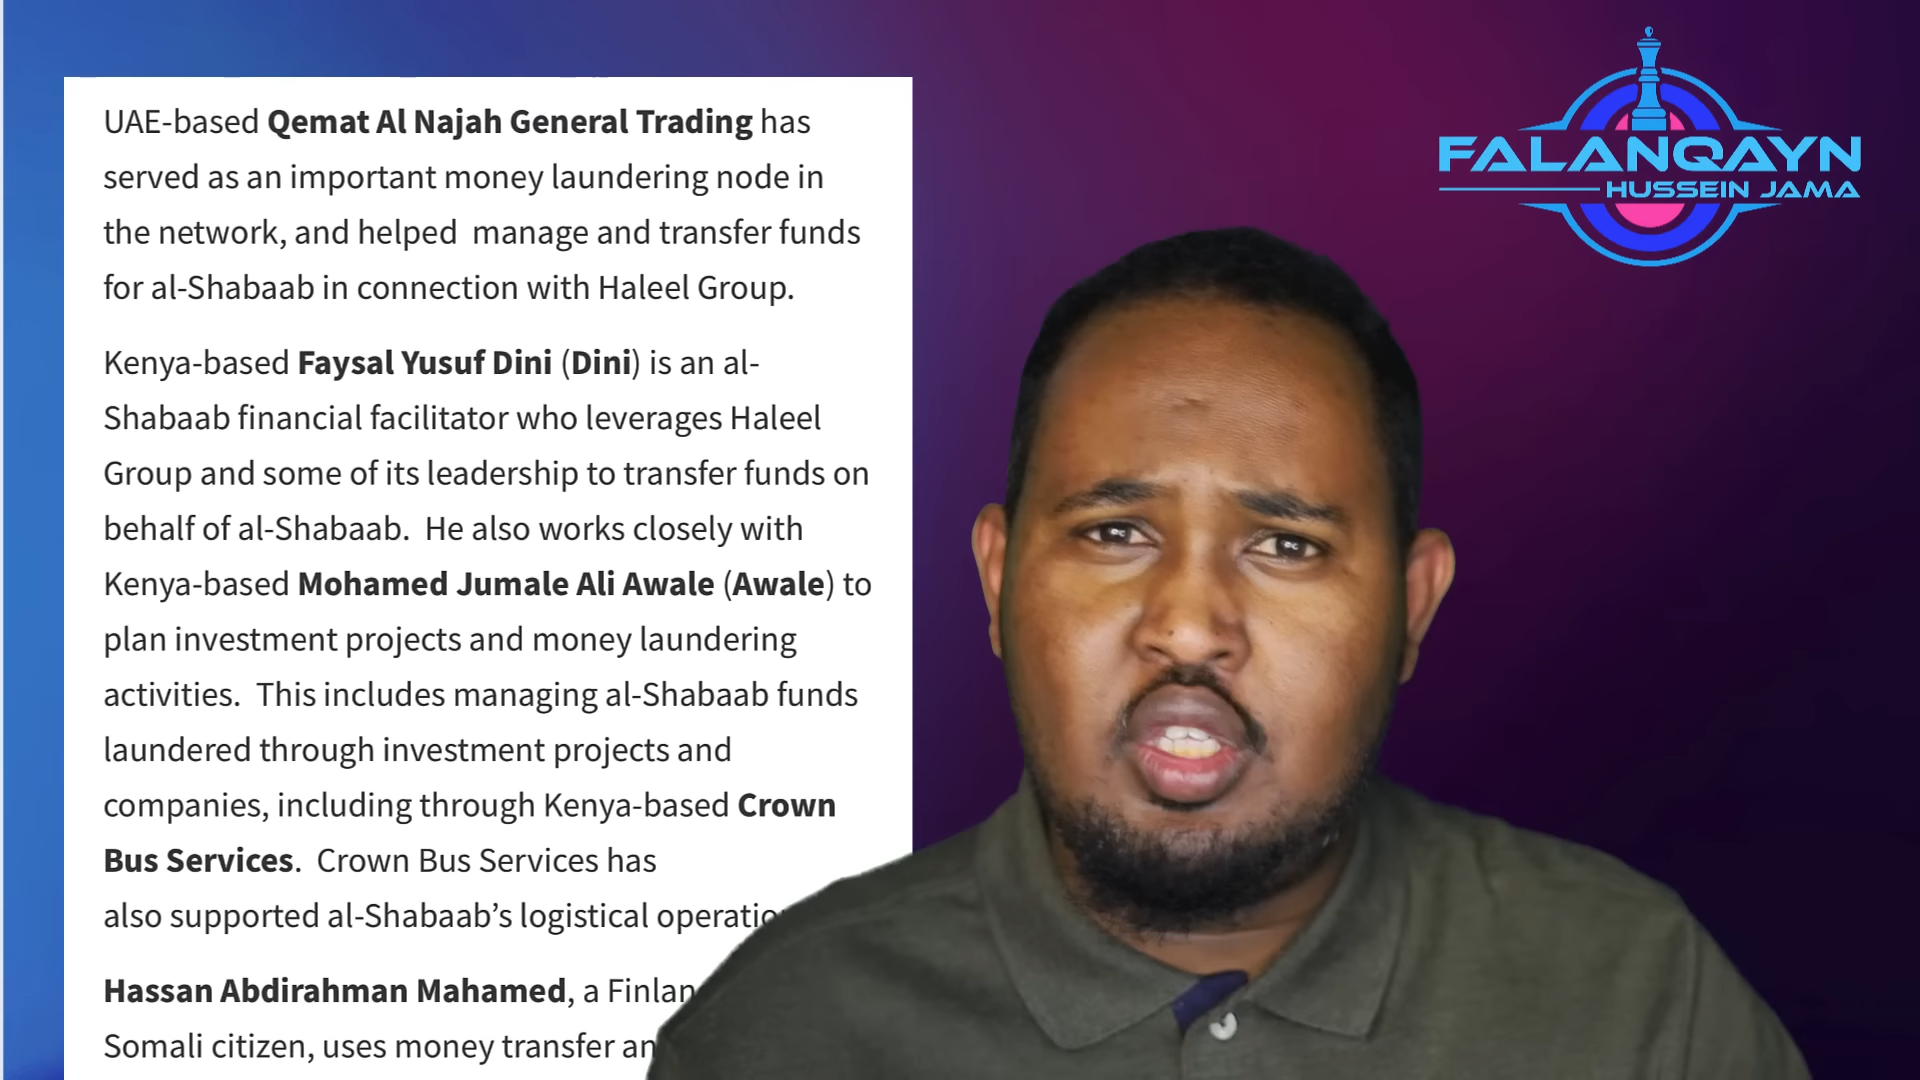 UAE-based Qemat Al Najah General Trading has
served as an important money laundering node in
the network, and helped  manage and transfer funds
for al-Shabaab in connection with Haleel Group.
Kenya-based Faysal Yusuf Dini (Dini) is an al-
Shabaab financial facilitator who leverages Haleel
Group and some of its leadership to transfer funds on
behalf of al-Shabaab.  He also works closely with
Kenya-based Mohamed Jumale Ali Awale (Awale) to
plan investment projects and money laundering
activities.  This includes managing al-Shabaab funds
laundered through investment projects and
companies, including through Kenya-based Crown
Bus Services.  Crown Bus Services has
also supported al-Shabaab’s logistical
Hassan Abdirahman Mahamed, a
Somali citizen, uses money transfer
FALANQAYN
HUSSEIN JAMA